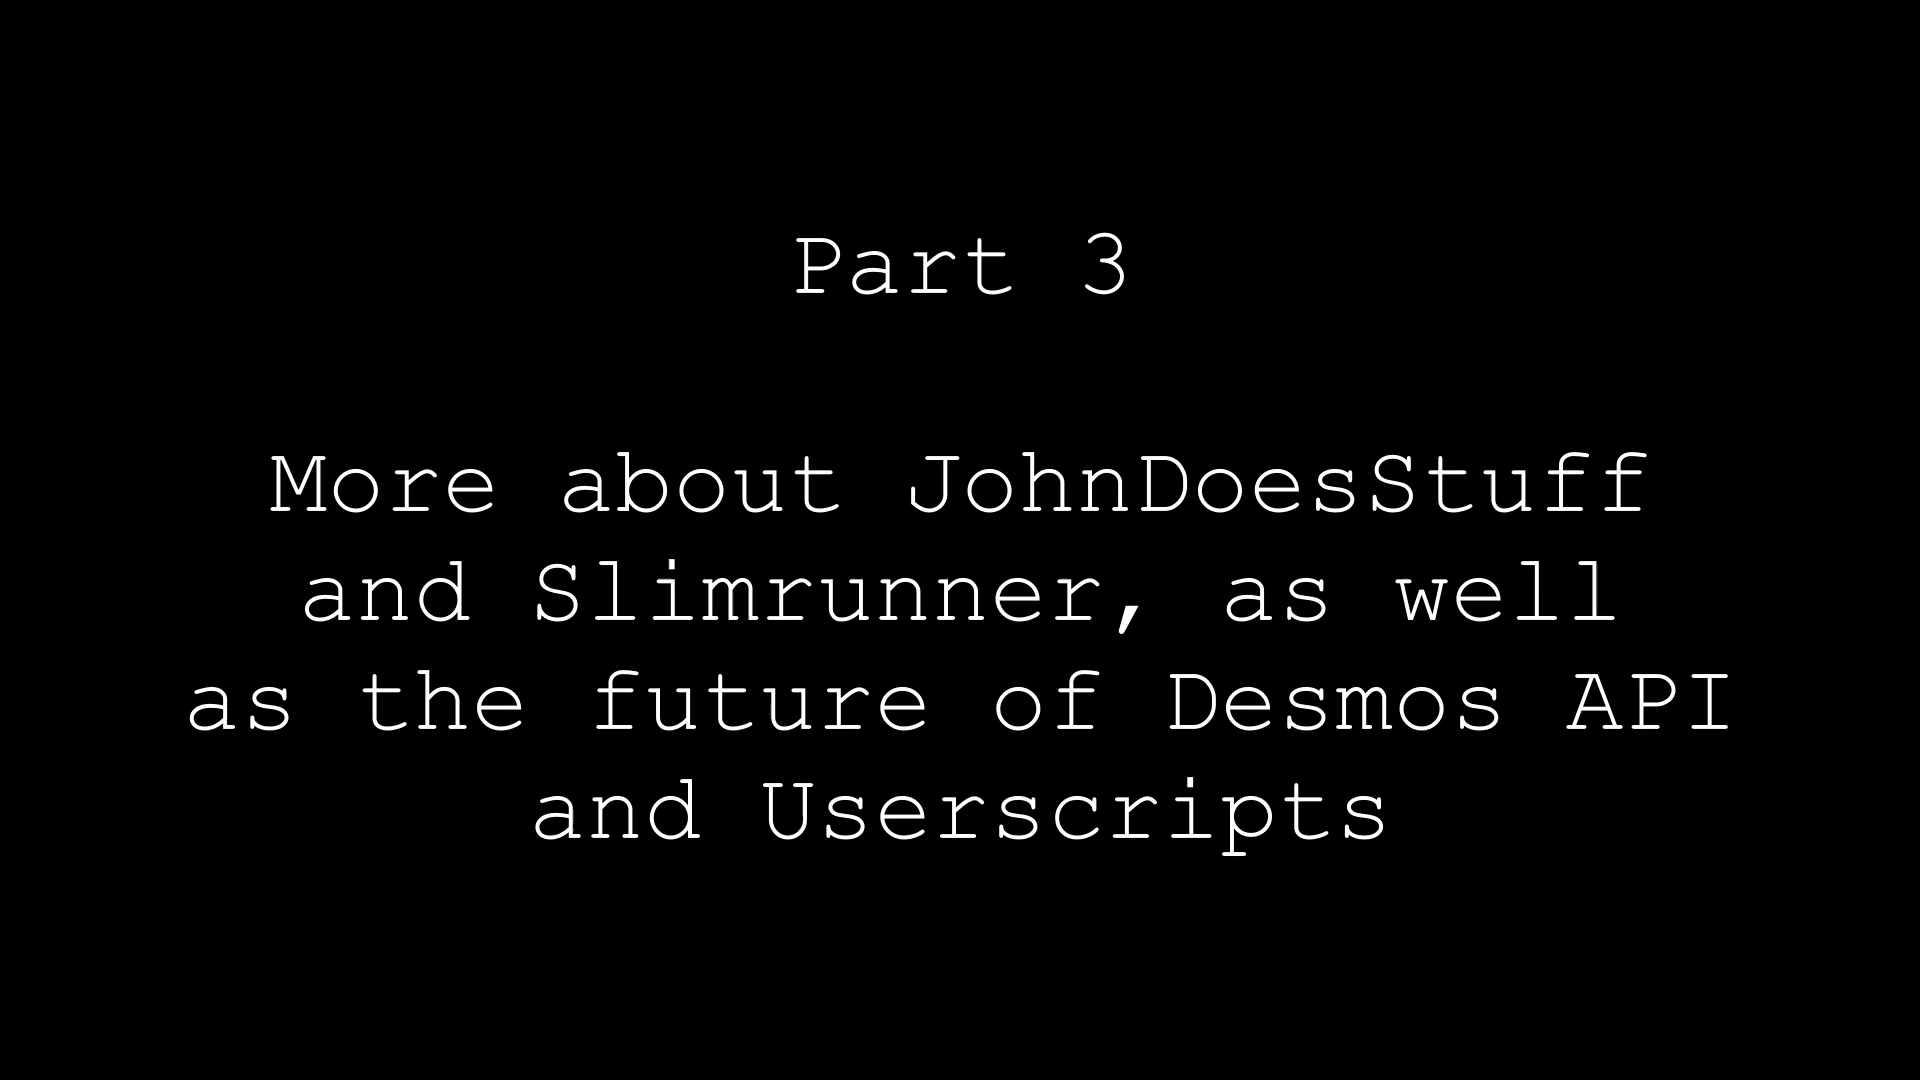 Part 3
More about JohnDoesStuff
and Slimrunner, as well
as the future of Desmos API
and Userscripts